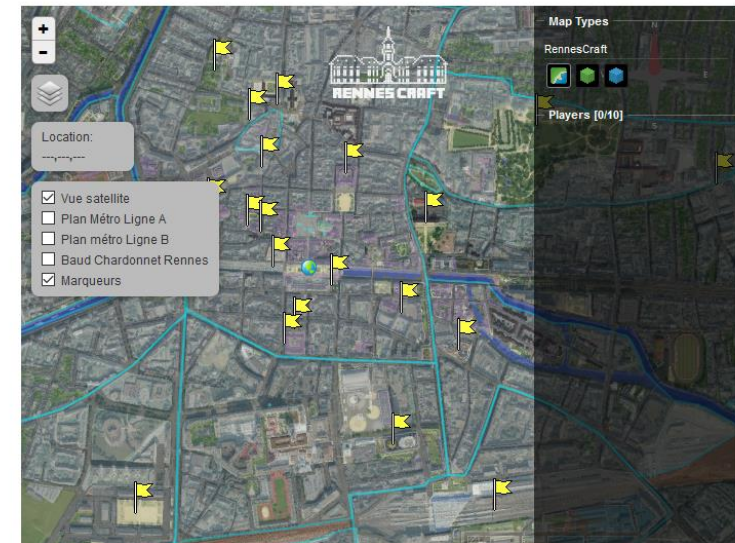 +
-
Location:
---,---,---
Vue satellite
Plan Métro Ligne A
Plan métro Ligne B
Baud Chardonnet Rennes
Marqueurs
RENNES CRAFT
Map Types
RennesCraft
N
E
S
Players [0/10]